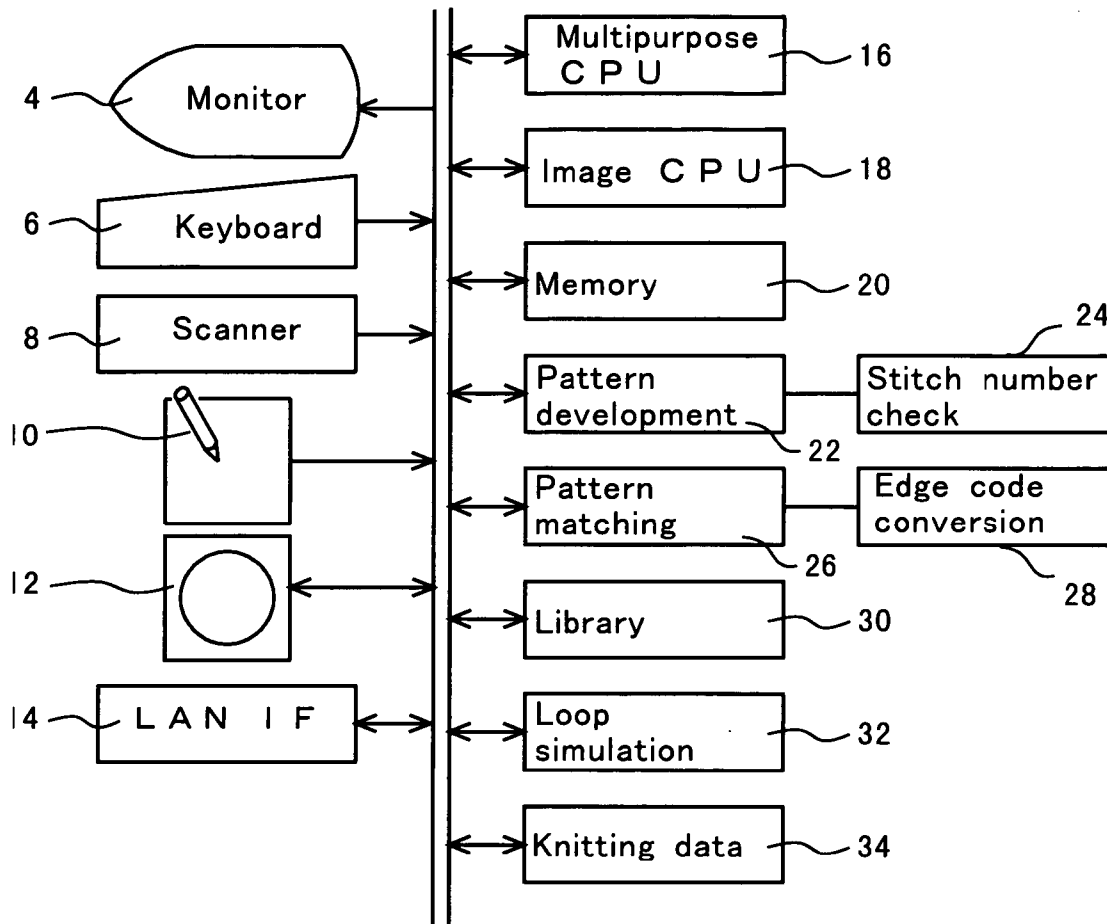 4
Monitor
6
Keyboard
8
Scanner
10
12
14
LAN IF
Multipurpose
CPU
16
Image CPU
18
Memory
20
Pattern
development
22
24
Stitch number
check
Pattern
matching
26
Edge code
conversion
28
Library
30
Loop
simulation
32
Knitting data
34